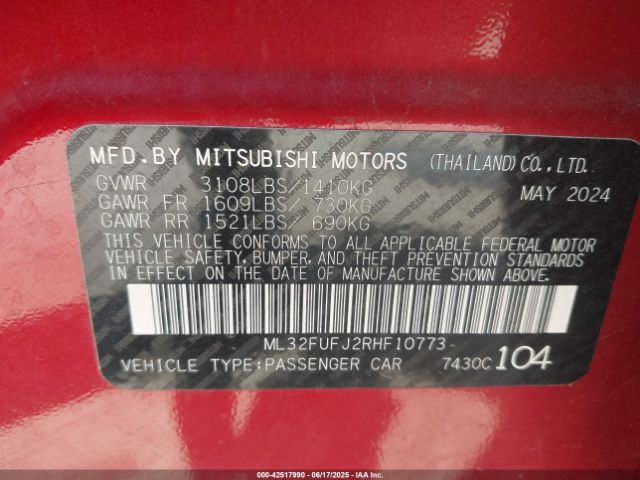 MFD.BY MITSUBISHI MOTORS (THAILAND)CO.,LTD.
GVWR 3108LBS/1410KG MAY 2024
GAWR FR 1609LBS/ 730KG
GAWR RR 1521LBS/ 690KG
THIS VEHICLE CONFORMS TO ALL APPLICABLE FEDERAL MOTOR
VEHICLE SAFETY, BUMPER, AND THEFT PREVENTION STANDARDS
IN EFFECT ON THE DATE OF MANUFACTURE SHOWN ABOVE.
ML32FUFJ2RHF10773
VEHICLE TYPE:PASSENGER CAR 7430C 104
000-42517990 - 06/17/2025 - IAAI.COM